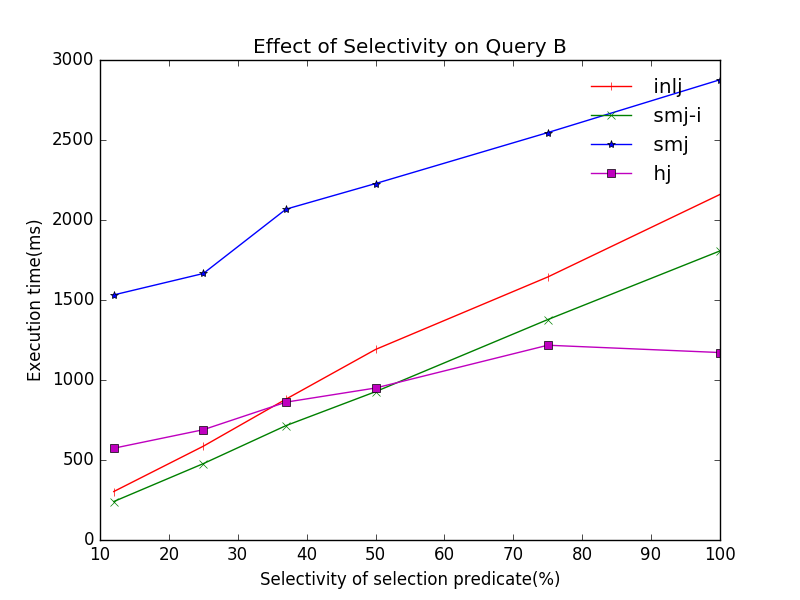 Effect of Selectivity on Query B
3000
2500
2000
1500
1000
500
0
Execution time(ms)
inlj
smj-i
smj
hj
10 20 30 40 50 60 70 80 90 100
Selectivity of selection predicate(%)